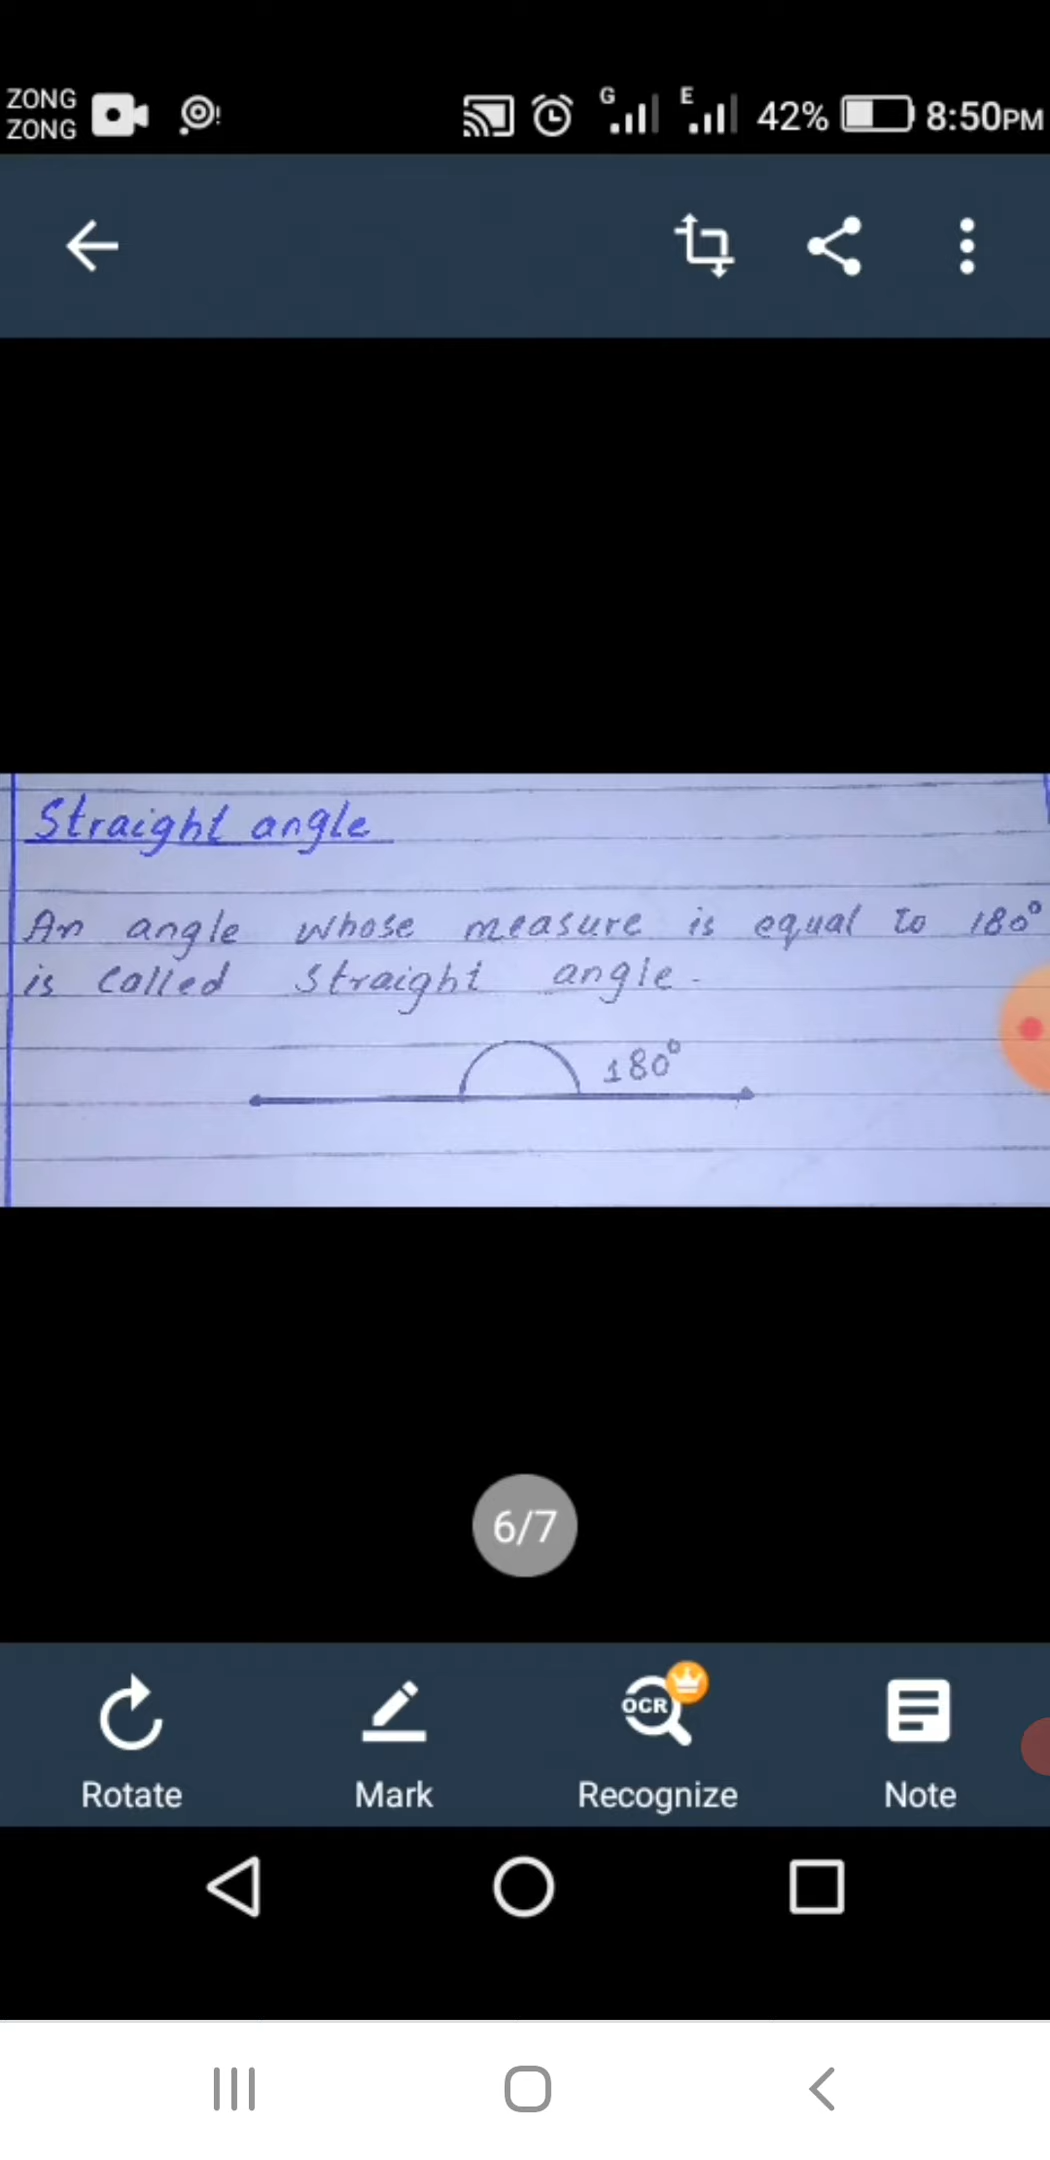 ZONG
ZONG
G
E
42%
8:50PM
Straight angle
An angle whose measure is equal to 180°
is called straight angle.
180°
6/7
OCR
Rotate
Mark
Recognize
Note